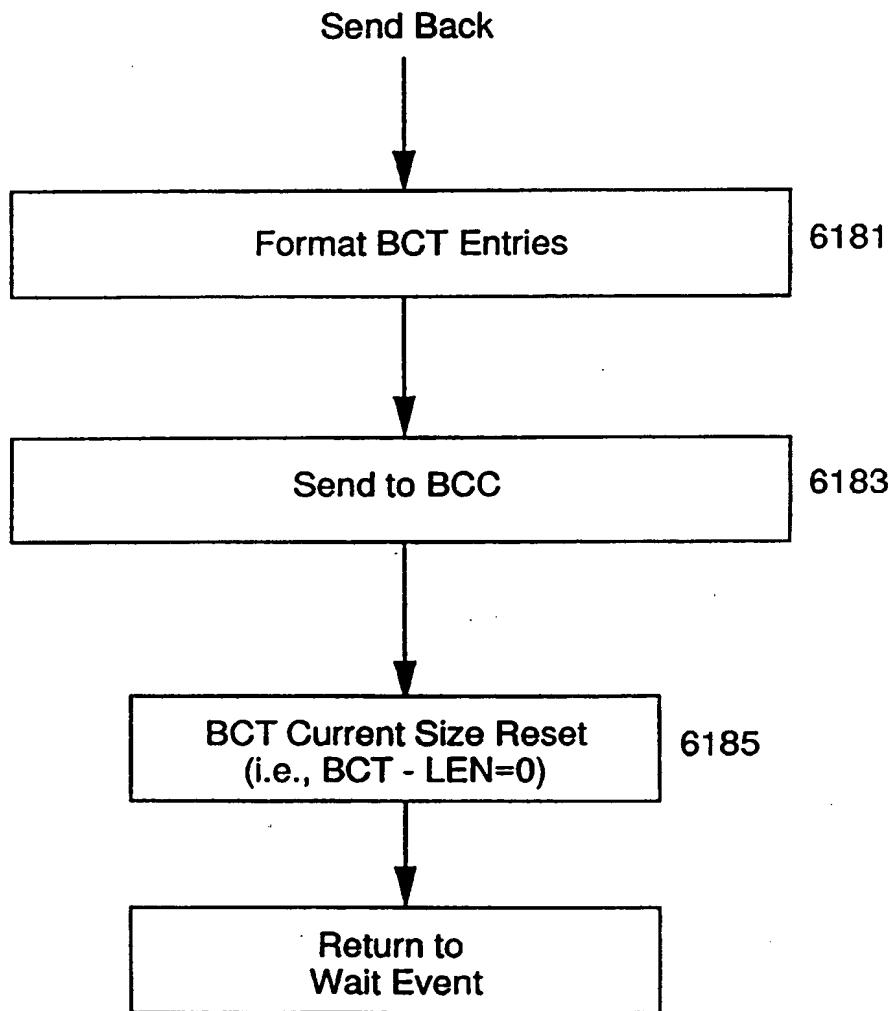 Send Back
Format BCT Entries
6181
Send to BCC
6183
BCT Current Size Reset
(i.e., BCT - LEN=0)
6185
Return to
Wait Event